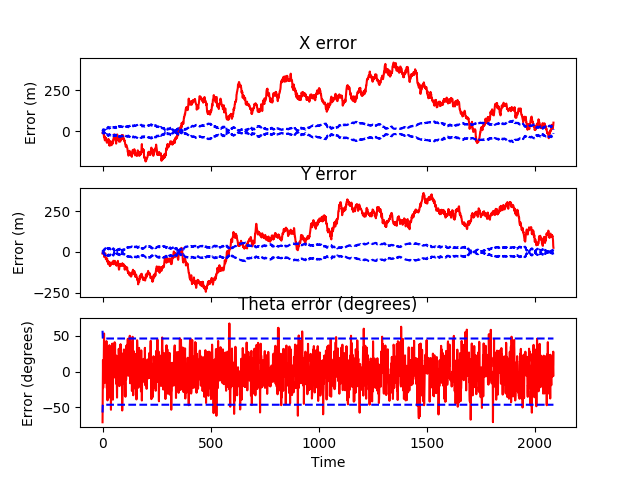 X error
Error (m)
250
0
Y error
Error (m)
250
0
−250
Theta error (degrees)
Error (degrees)
50
0
−50
0
500
1000
1500
2000
Time